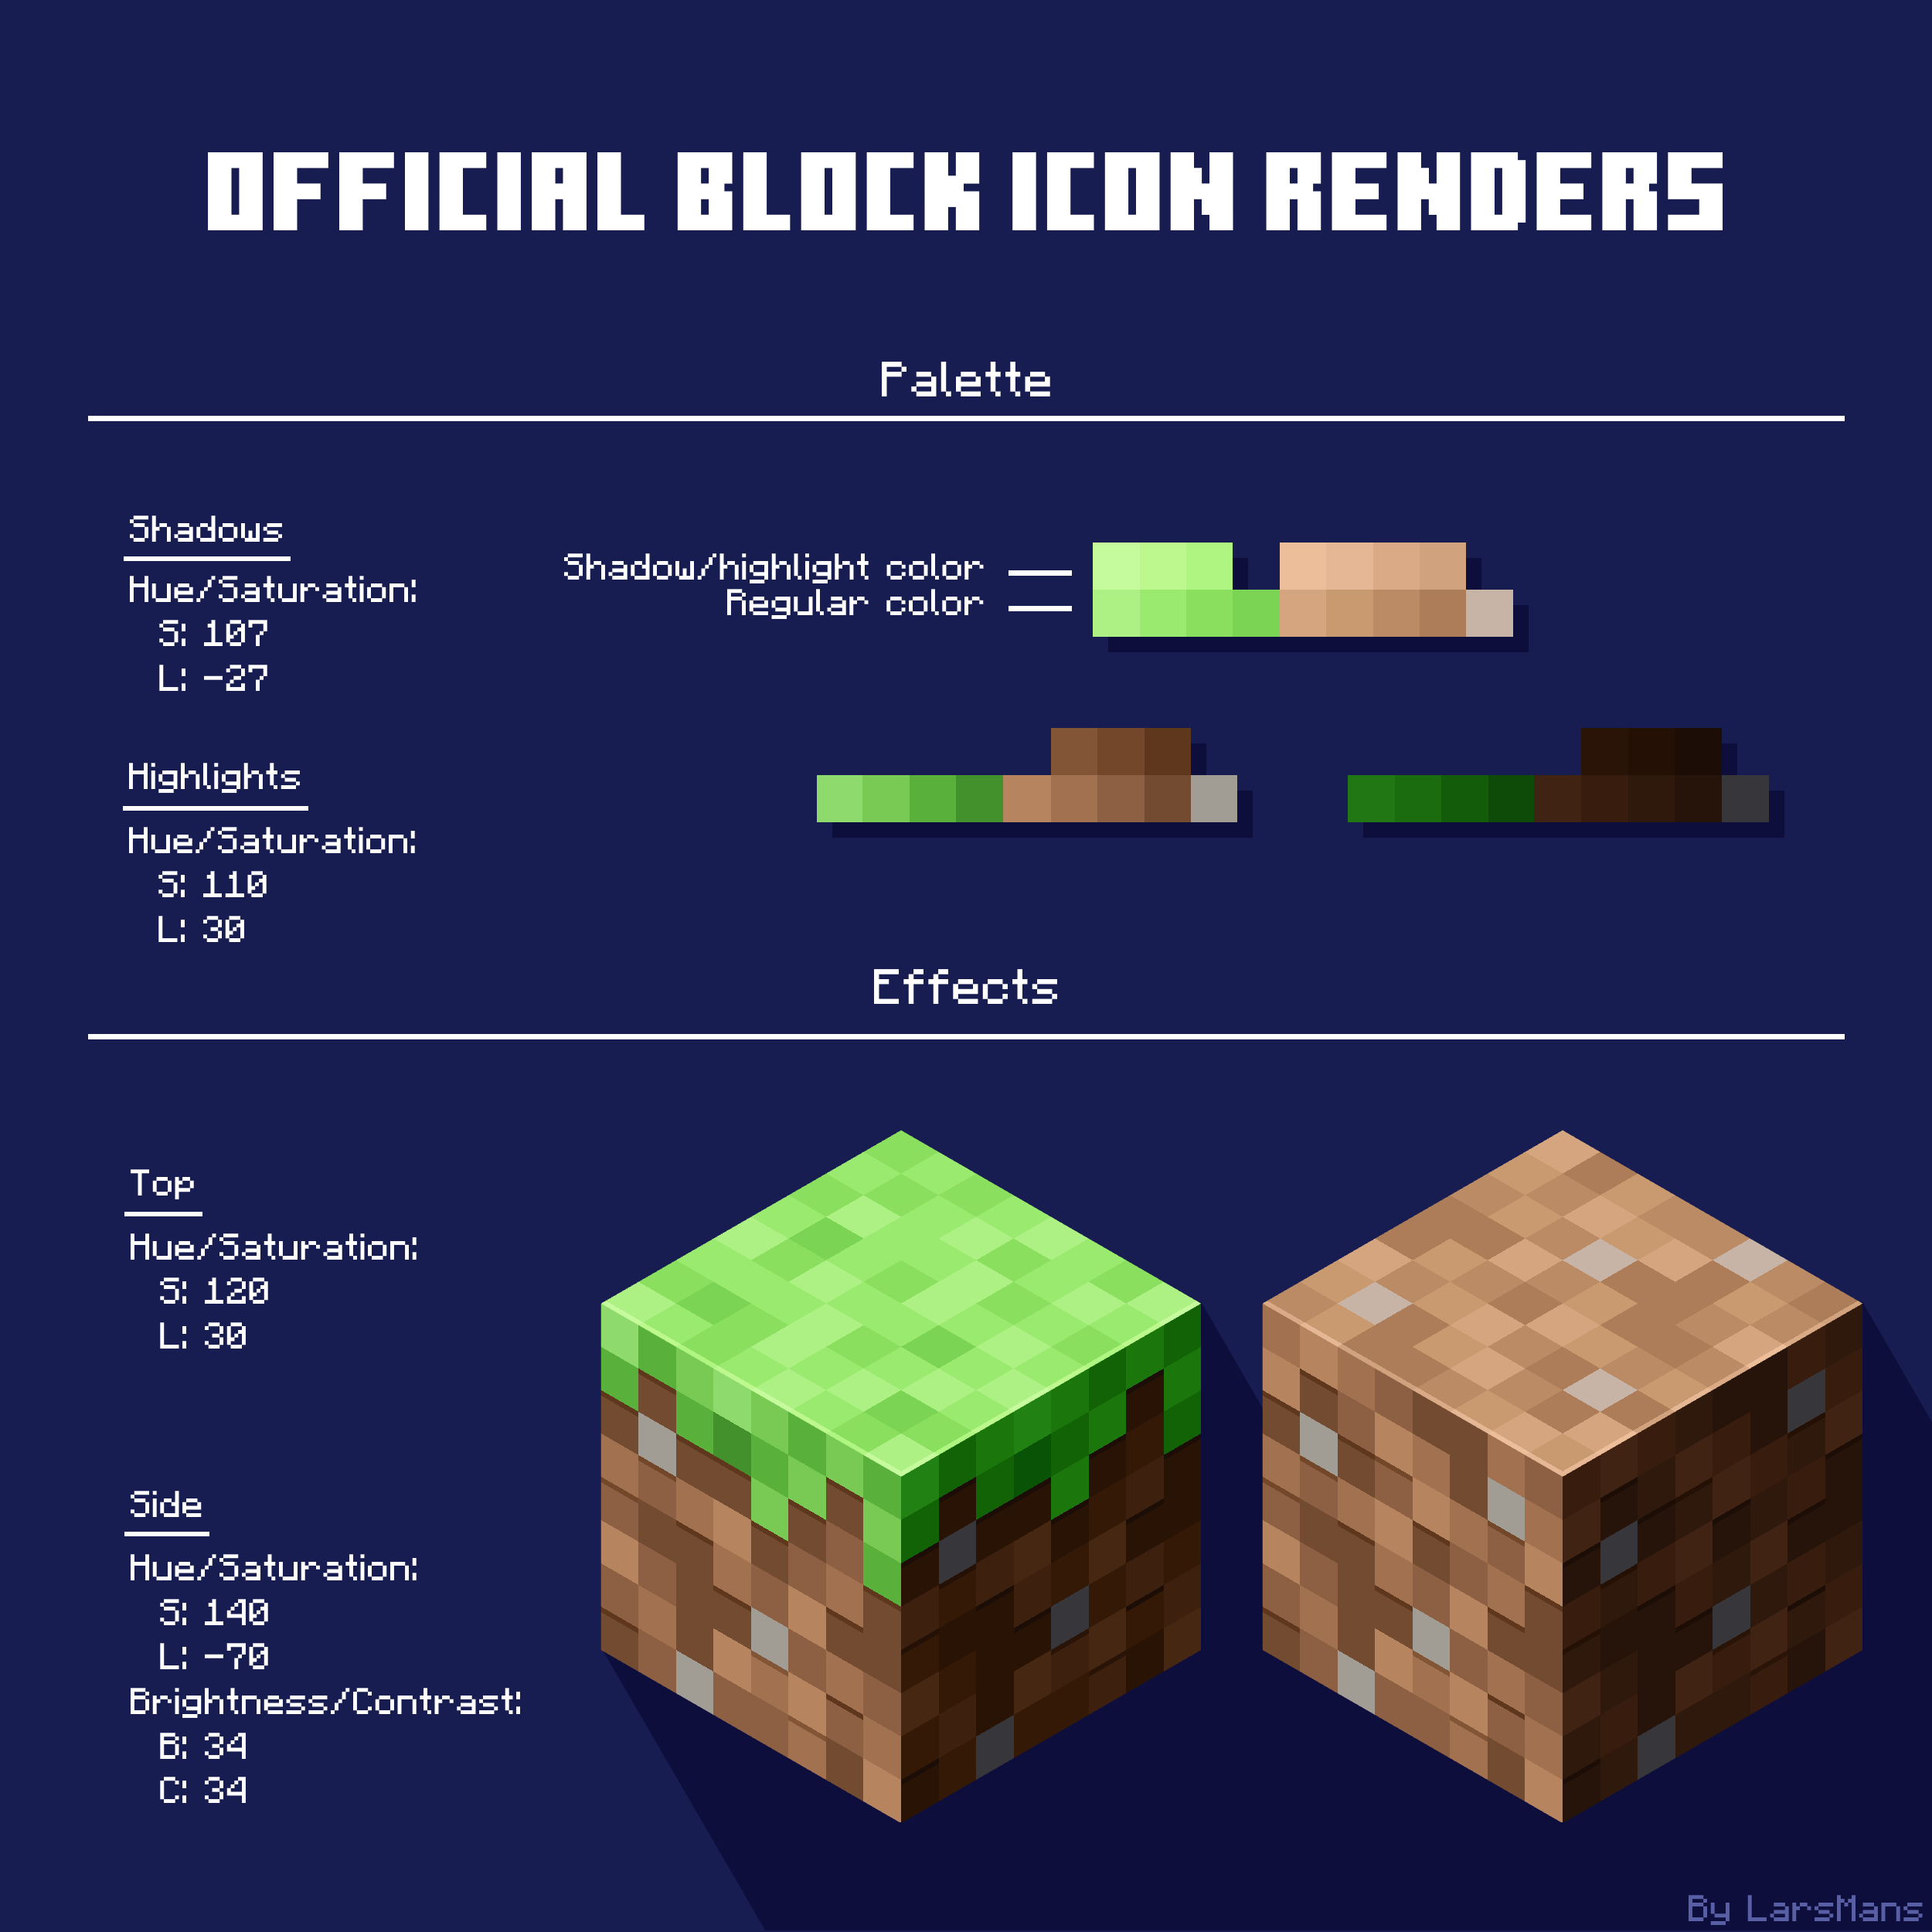 OFFICIAL BLOCK ICON RENDERS
Palette
Shadows
Hue/Saturation:
S: 107
L: -27
Shadow/highlight color
Regular color
Highlights
Hue/Saturation:
S: 110
L: 30
Effects
Top
Hue/Saturation:
S: 120
L: 30
Side
Hue/Saturation:
S: 140
L: -70
Brightness/Contrast:
B: 34
C: 34
By LarsMans